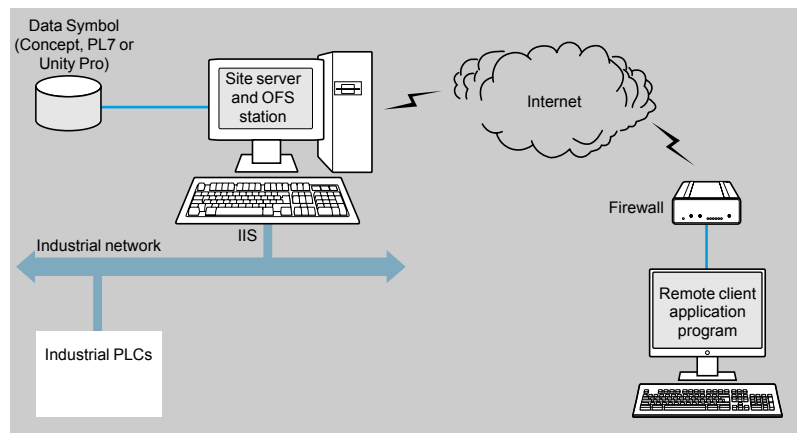 Data Symbol
(Concept, PL7 or
Unity Pro)
Site server
and OFS
station
Internet
IIS
Industrial network
Industrial PLCs
Firewall
Remote client
application
program